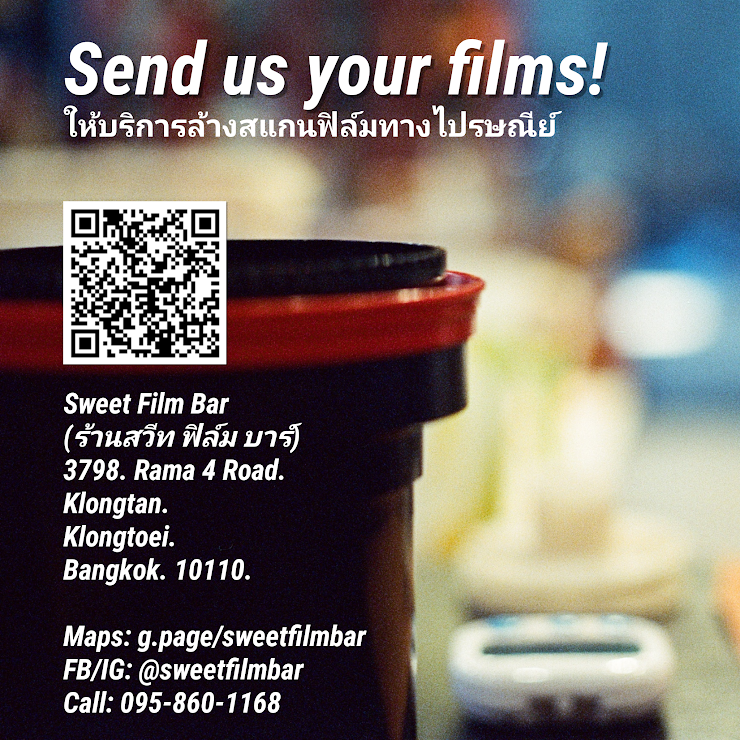 Send us your films!
ให้บริการล้างสแกนฟิล์มทางไปรษณีย์
Sweet Film Bar
(ร้านสวีท ฟิล์ม บาร์)
3798. Rama 4 Road.
Klongtan.
Klongtoei.
Bangkok. 10110.
Maps: g.page/sweetfilmbar
FB/IG: @sweetfilmbar
Call: 095-860-1168